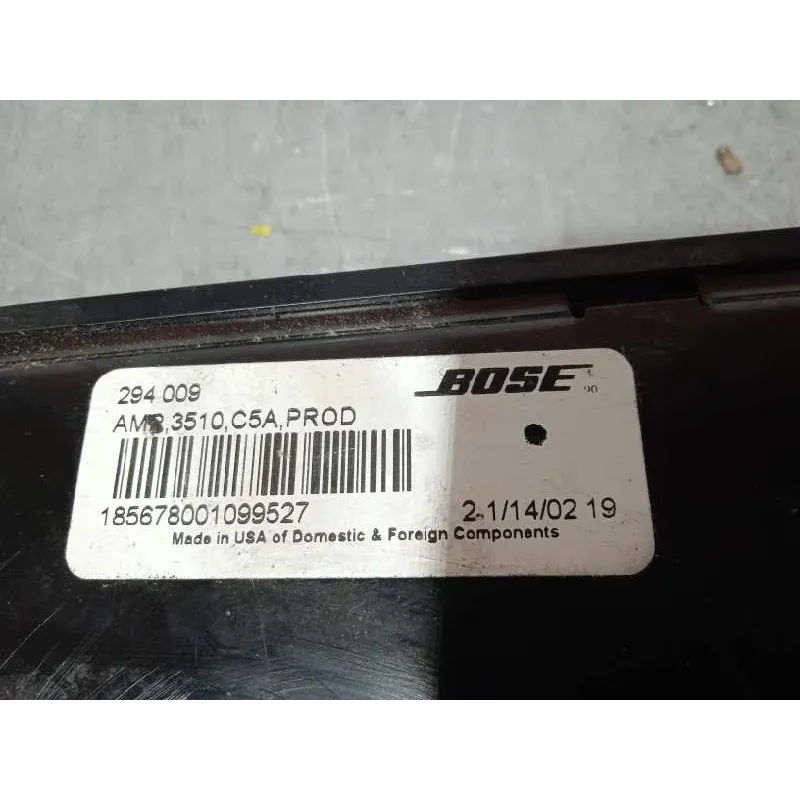 294 009
BOSE
AMP,3510,C5A,PROD
185678001099527
2-1/14/02 19
Made in USA of Domestic & Foreign Components